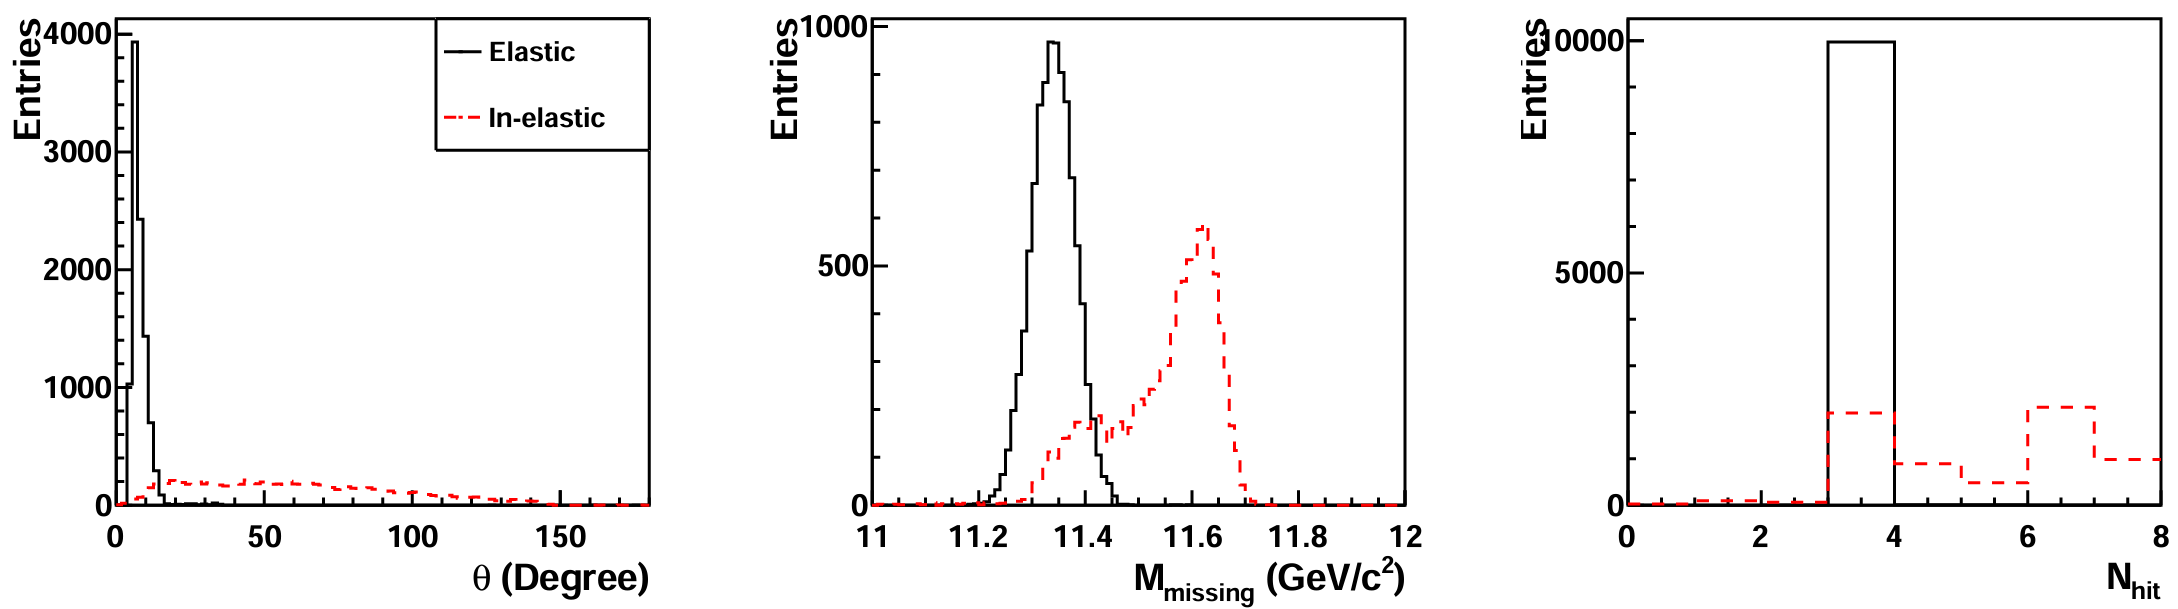 Entries
4000
3000
2000
1000
0
0 50 100 150
θ (Degree)
Elastic
In-elastic
Entries
1000
500
0
11 11.2 11.4 11.6 11.8 12
M_missing (GeV/c²)
Entries
10000
5000
0
0 2 4 6 8
N_hit